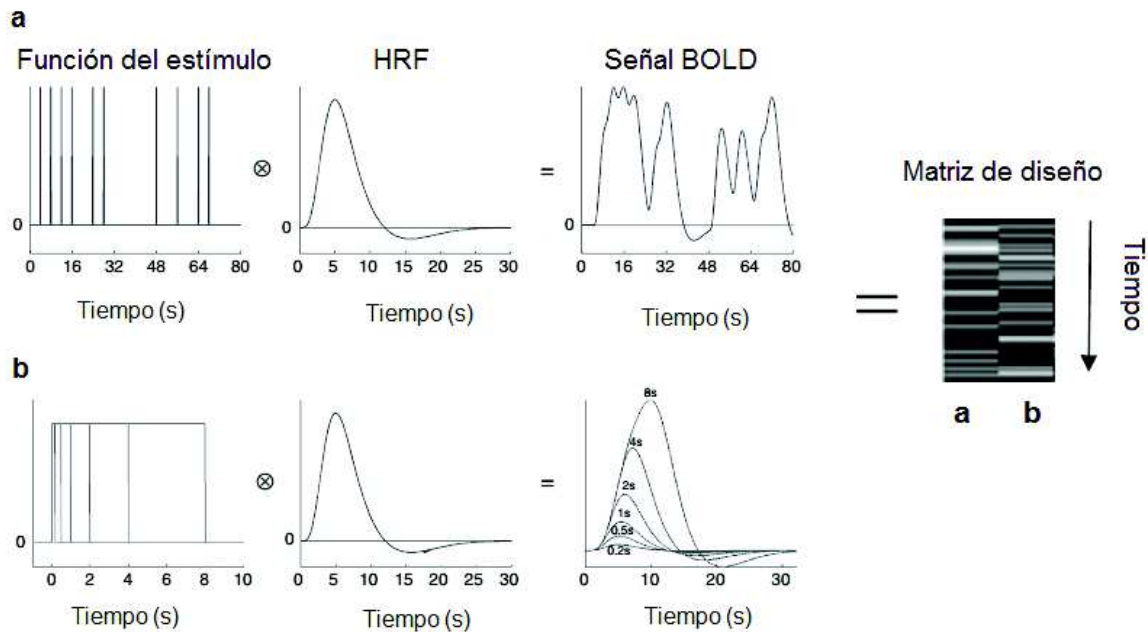 a
Función del estímulo
HRF
Señal BOLD
0
⊗
0
=
0
0 16 32 48 64 80
0 5 10 15 20 25 30
0 16 32 48 64 80
Tiempo (s)
Tiempo (s)
Tiempo (s)
=
Matriz de diseño
Tiempo
a b
b
0
⊗
0
=
8s
4s
2s
1s
0.5s
0.2s
0 2 4 6 8 10
0 5 10 15 20 25 30
0 10 20 30
Tiempo (s)
Tiempo (s)
Tiempo (s)